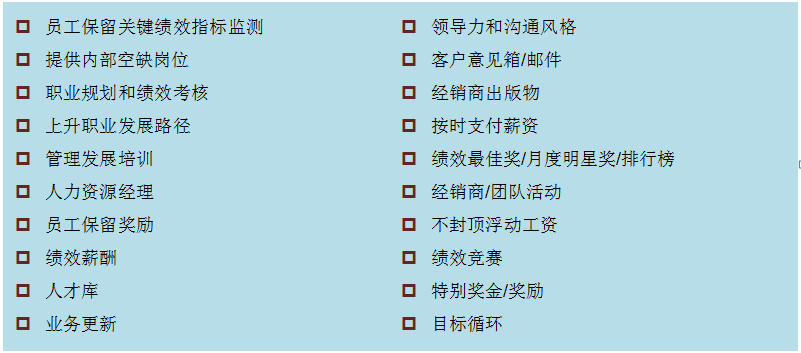 员工保留关键绩效指标监测
提供内部空缺岗位
职业规划和绩效考核
上升职业发展路径
管理发展培训
人力资源经理
员工保留奖励
绩效薪酬
人才库
业务更新
领导力和沟通风格
客户意见箱/邮件
经销商出版物
按时支付薪资
绩效最佳奖/月度明星奖/排行榜
经销商/团队活动
不封顶浮动工资
绩效竞赛
特别奖金/奖励
目标循环